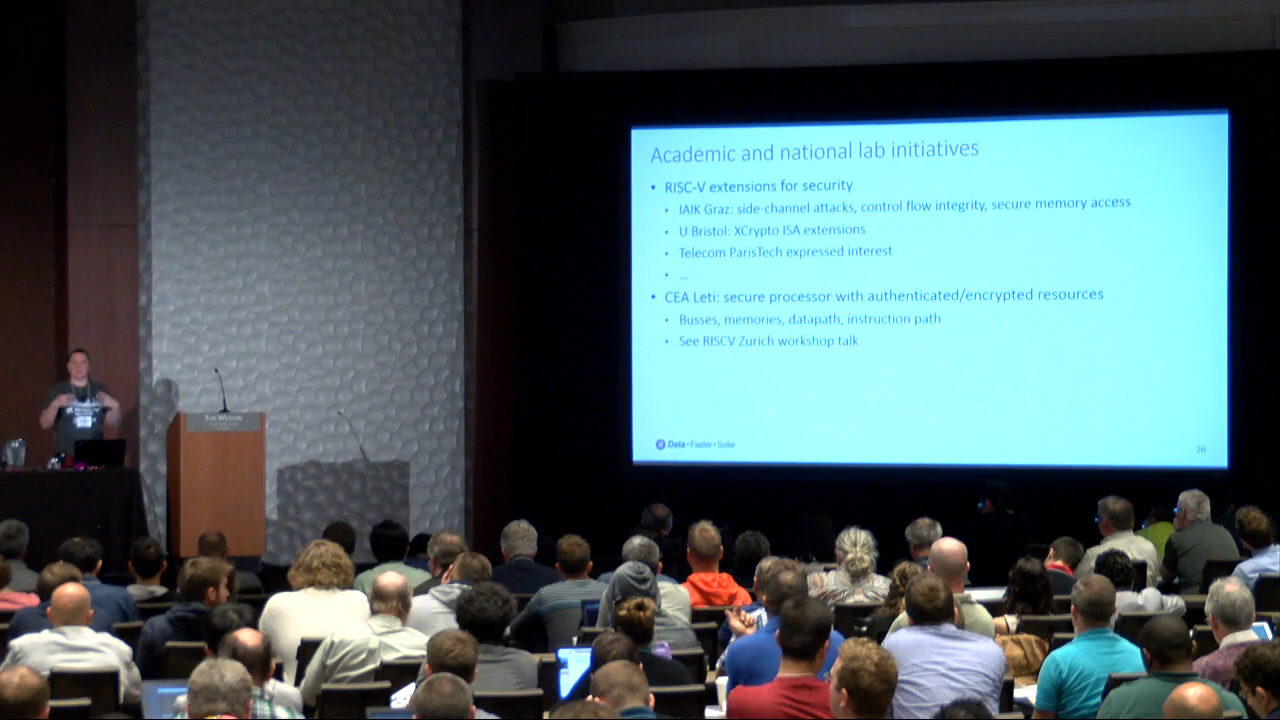 Academic and national lab initiatives
• RISC-V extensions for security
• IAIK Graz: side-channel attacks, control flow integrity, secure memory access
• U Bristol: XCrypto ISA extensions
• Telecom ParisTech expressed interest
• ...
• CEA Leti: secure processor with authenticated/encrypted resources
• Busses, memories, datapath, instruction path
• See RISCV Zurich workshop talk
Data • Faster • Safer
26
THE WESTIN